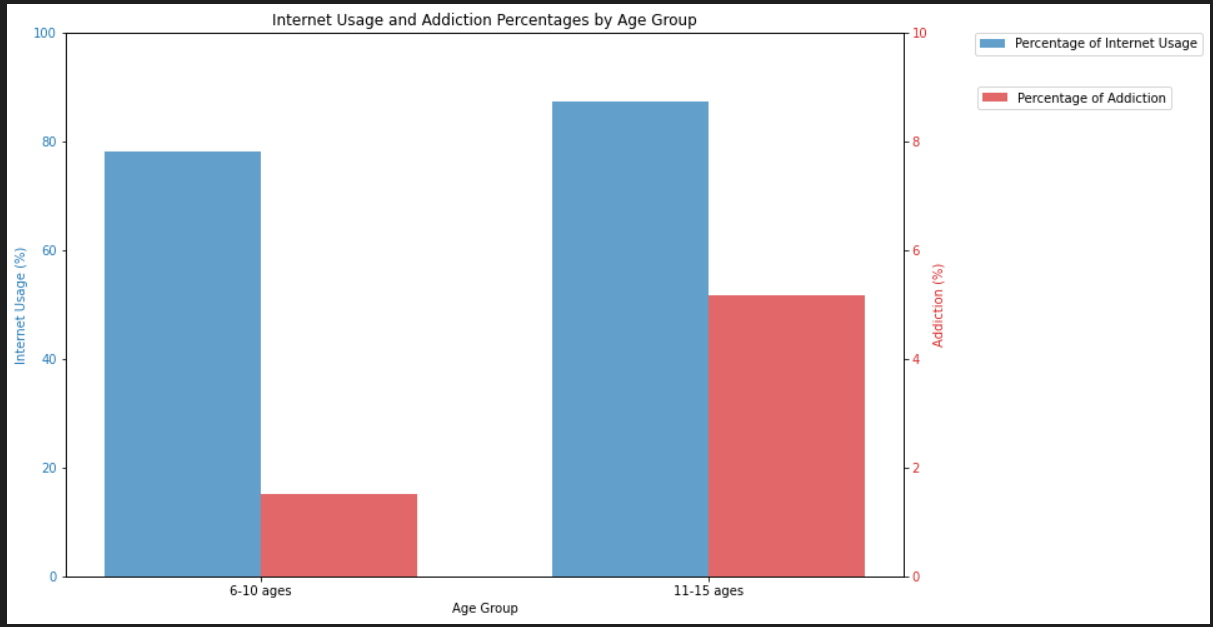 Internet Usage and Addiction Percentages by Age Group
Percentage of Internet Usage
Percentage of Addiction
Internet Usage (%)
100
80
60
40
20
0
Addiction (%)
10
8
6
4
2
0
6-10 ages
11-15 ages
Age Group